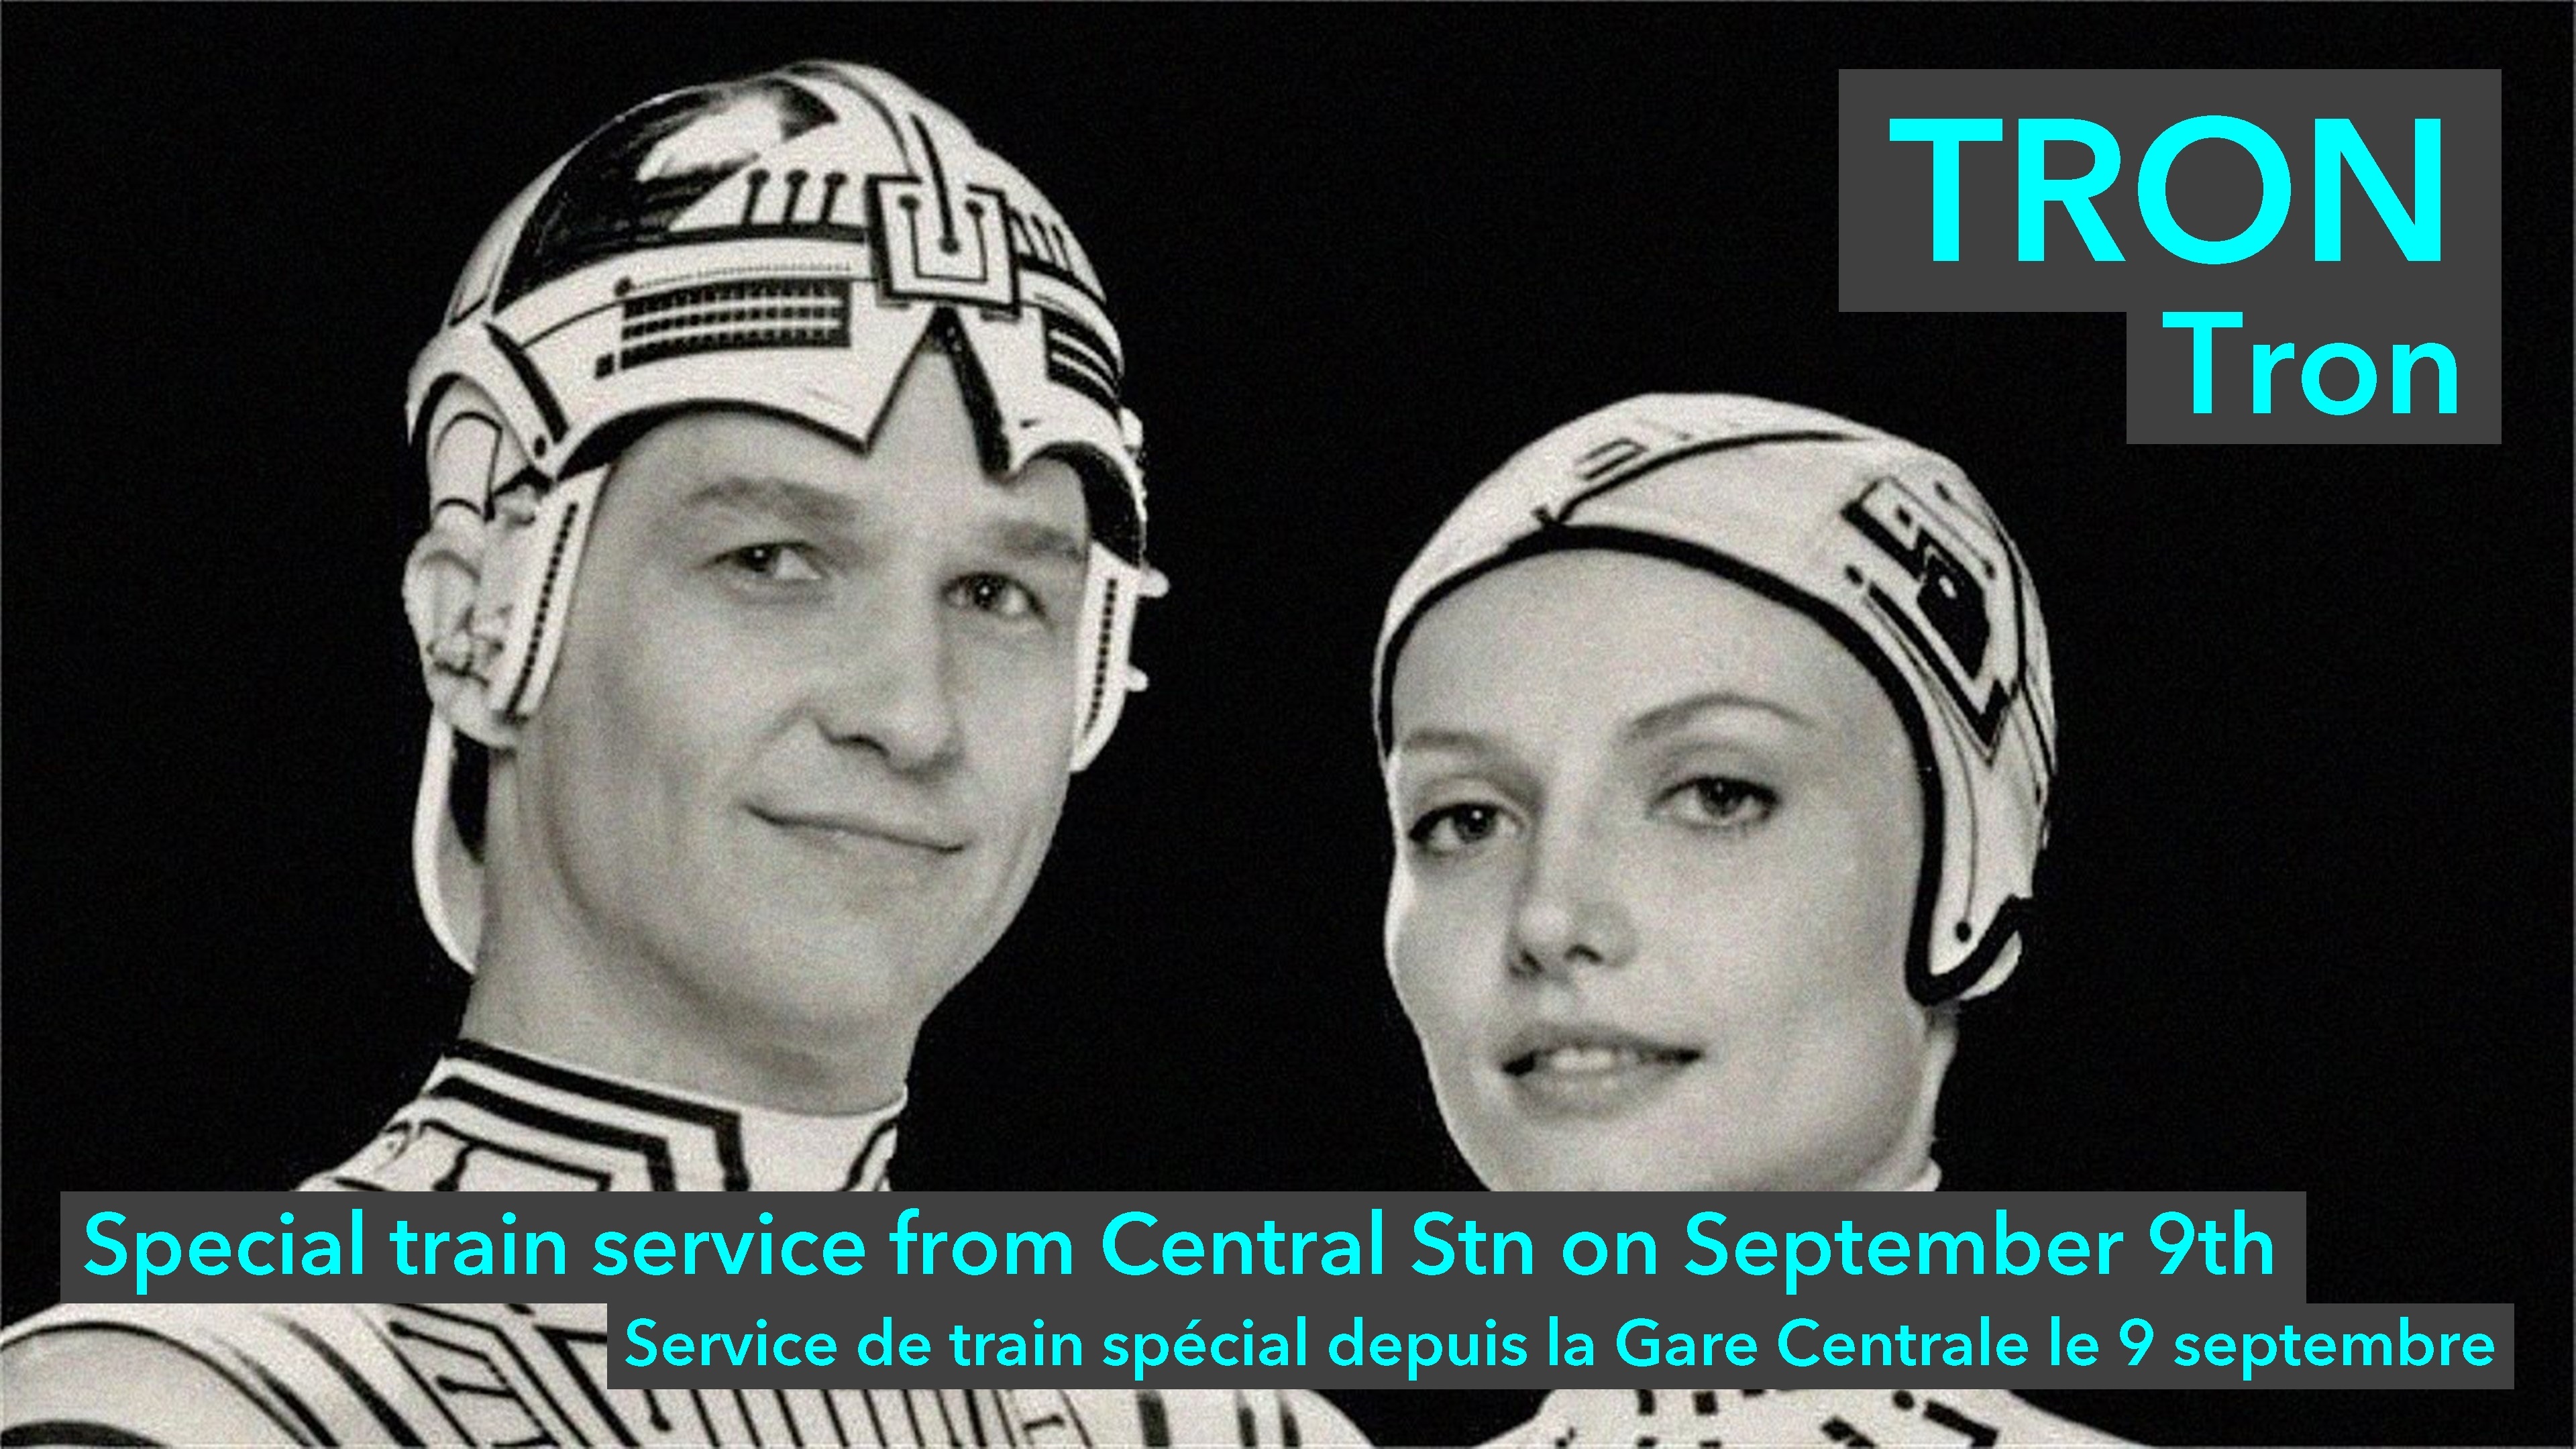 TRON
Tron
Special train service from Central Stn on September 9th
Service de train spécial depuis la Gare Centrale le 9 septembre